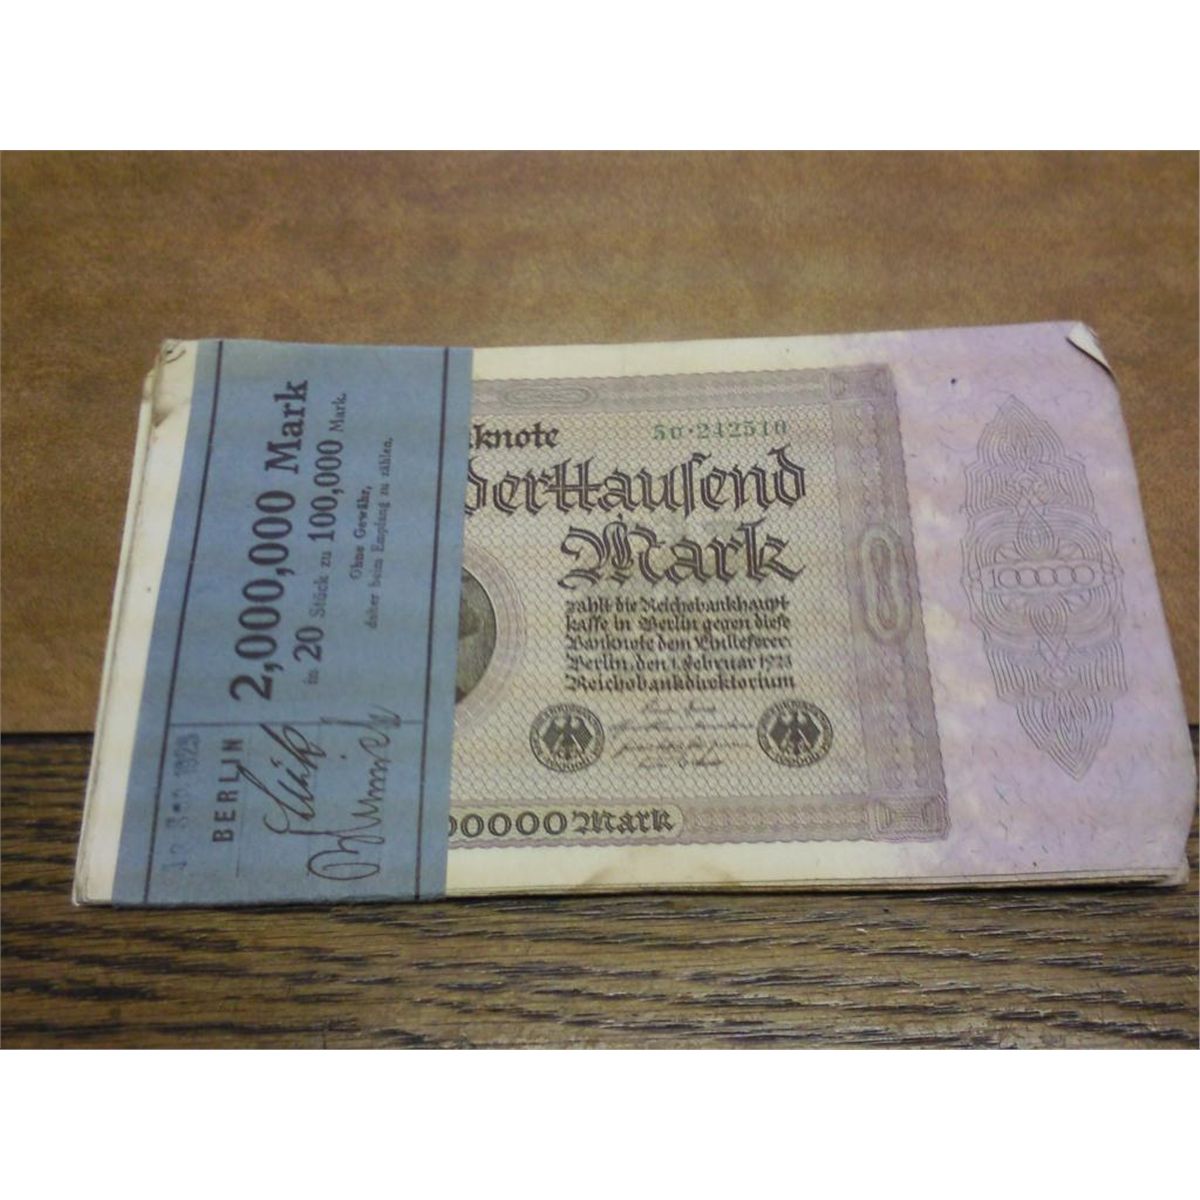 2,000,000 Mark
in 20 Stück zu 100,000 Mark.
Ohne Gewähr,
daher beim Empfang zu zählen.
BERLIN
knote
5U·242510
derttausend
Mark
zahlt die Reichsbankhaupt
kasse in Berlin gegen diese
Banknote dem Einlieferer
Berlin, den 1. Februar 1923
Reichsbankdirektorium
00000 Mark
100000